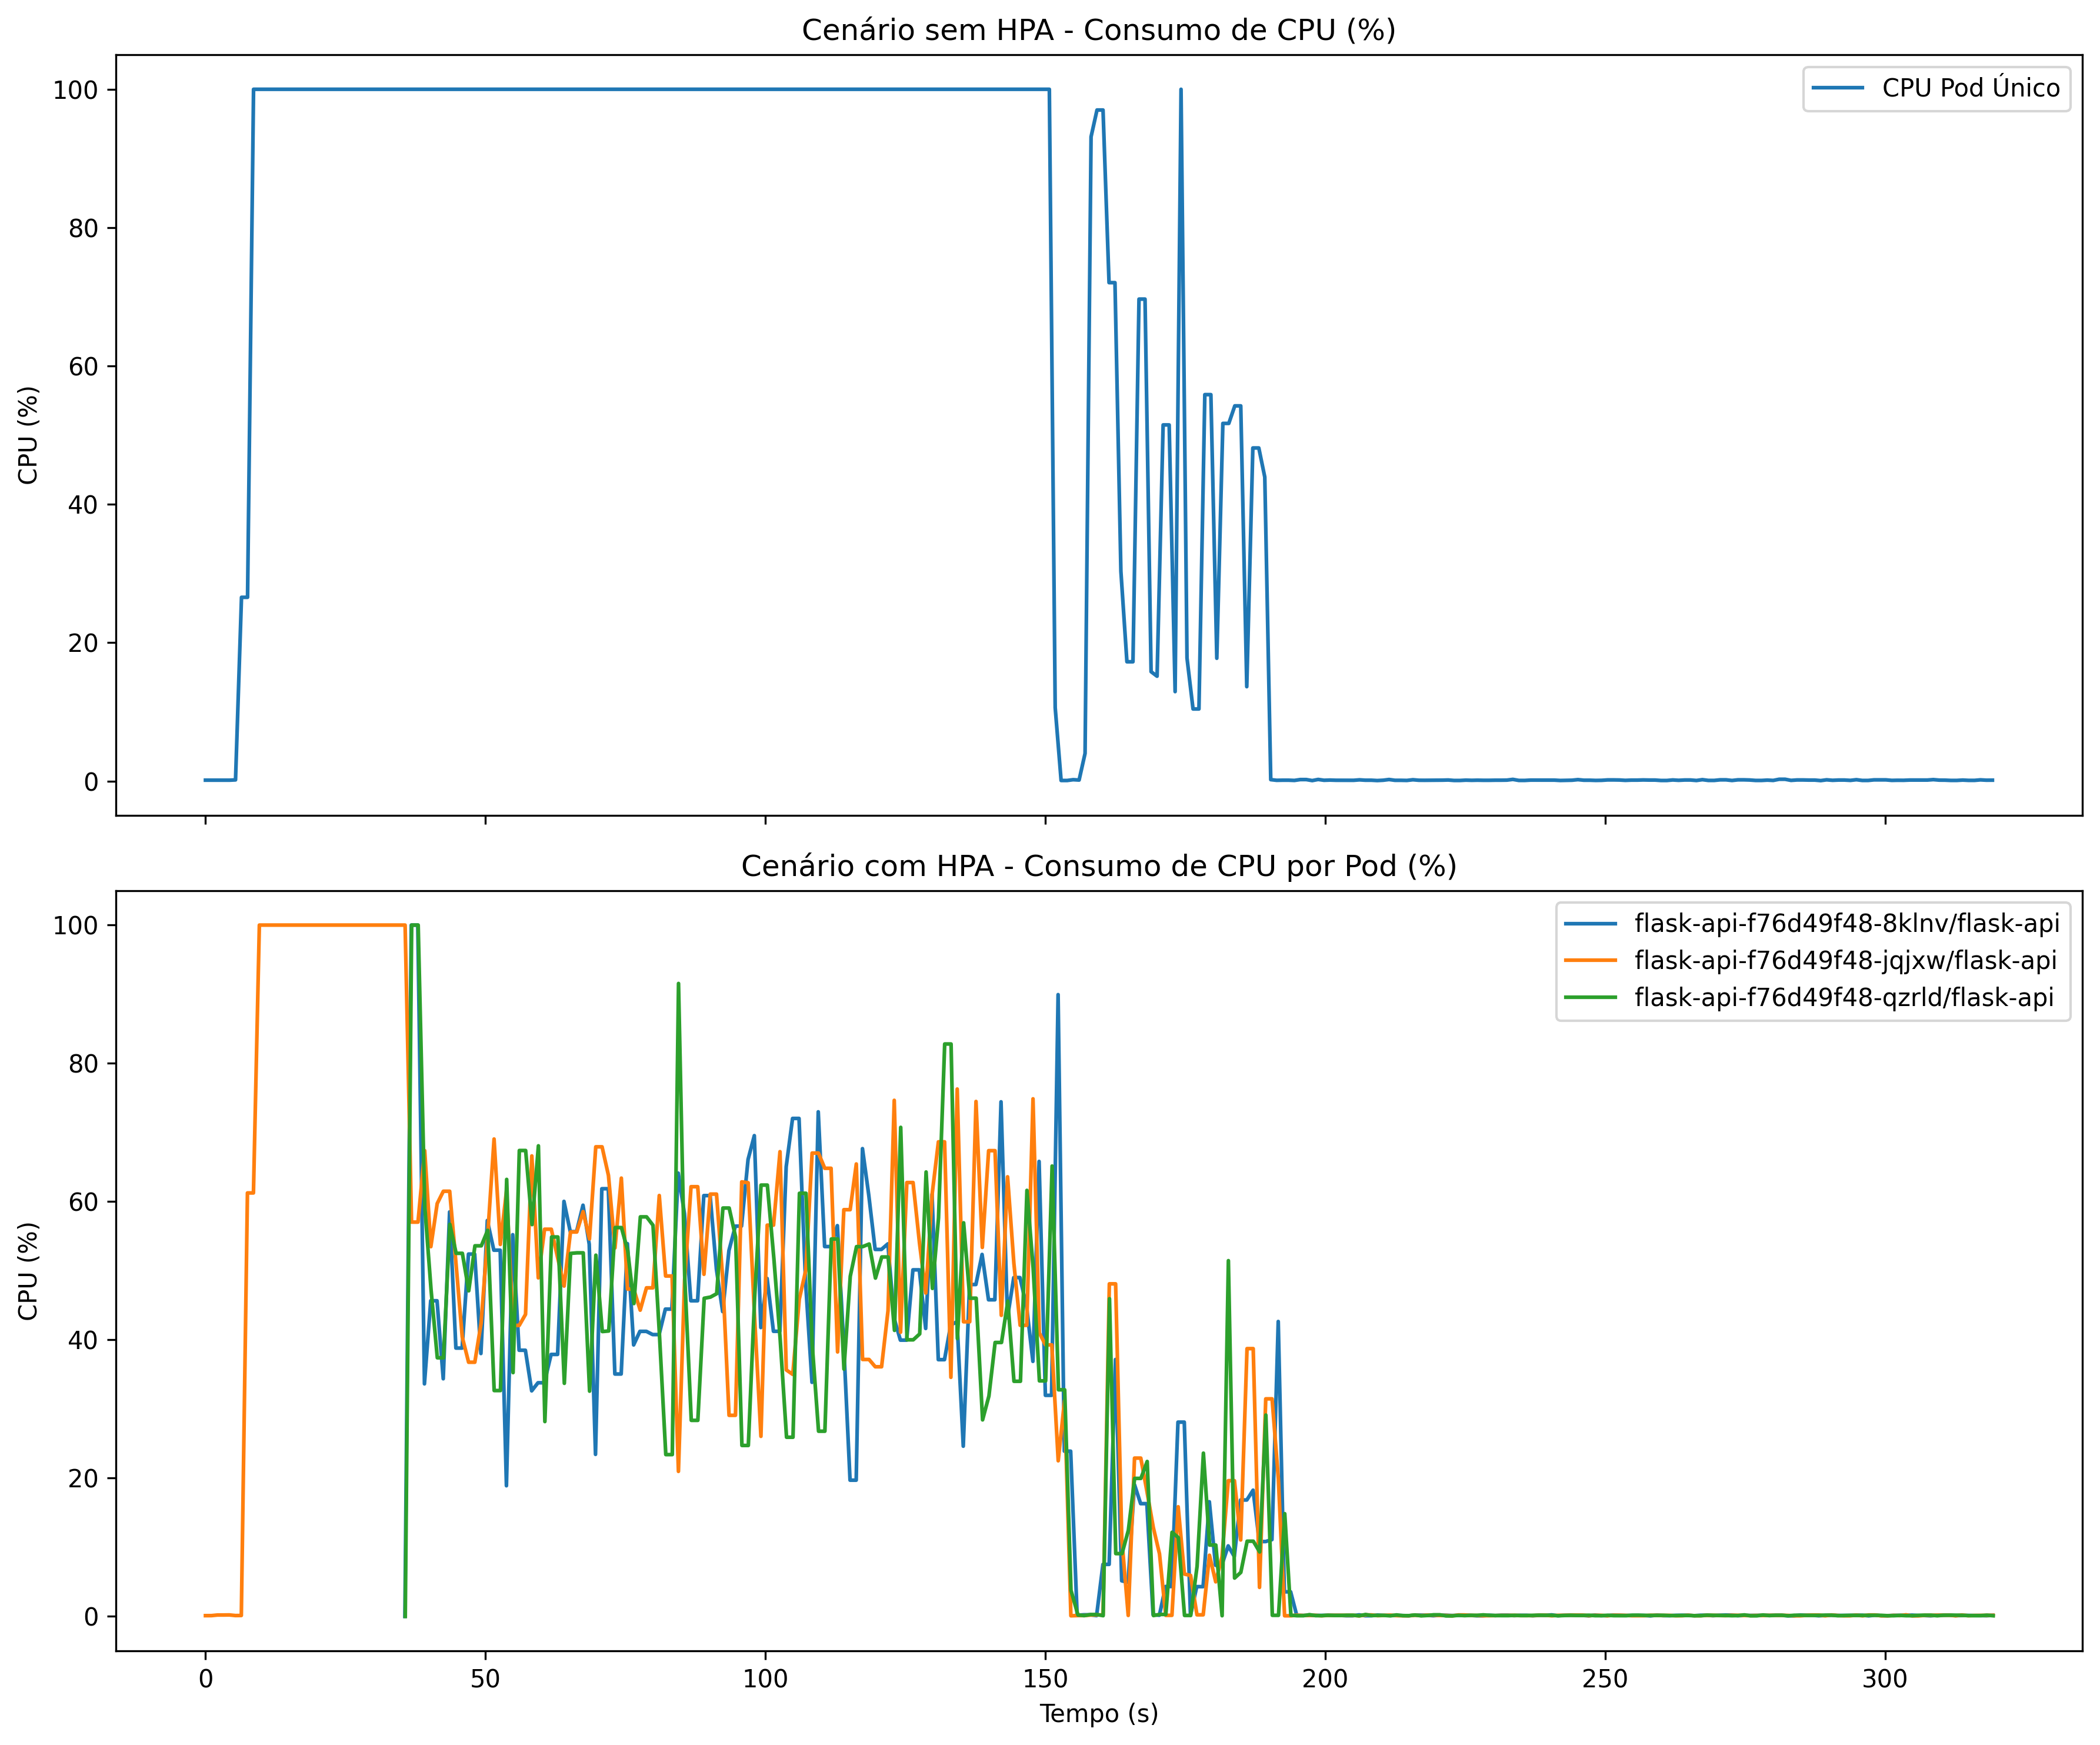 Cenário sem HPA - Consumo de CPU (%)
CPU Pod Único
100
80
60
40
20
0
CPU (%)
Cenário com HPA - Consumo de CPU por Pod (%)
flask-api-f76d49f48-8klnv/flask-api
flask-api-f76d49f48-jqjxw/flask-api
flask-api-f76d49f48-qzrld/flask-api
100
80
60
40
20
0
CPU (%)
0 50 100 150 200 250 300
Tempo (s)